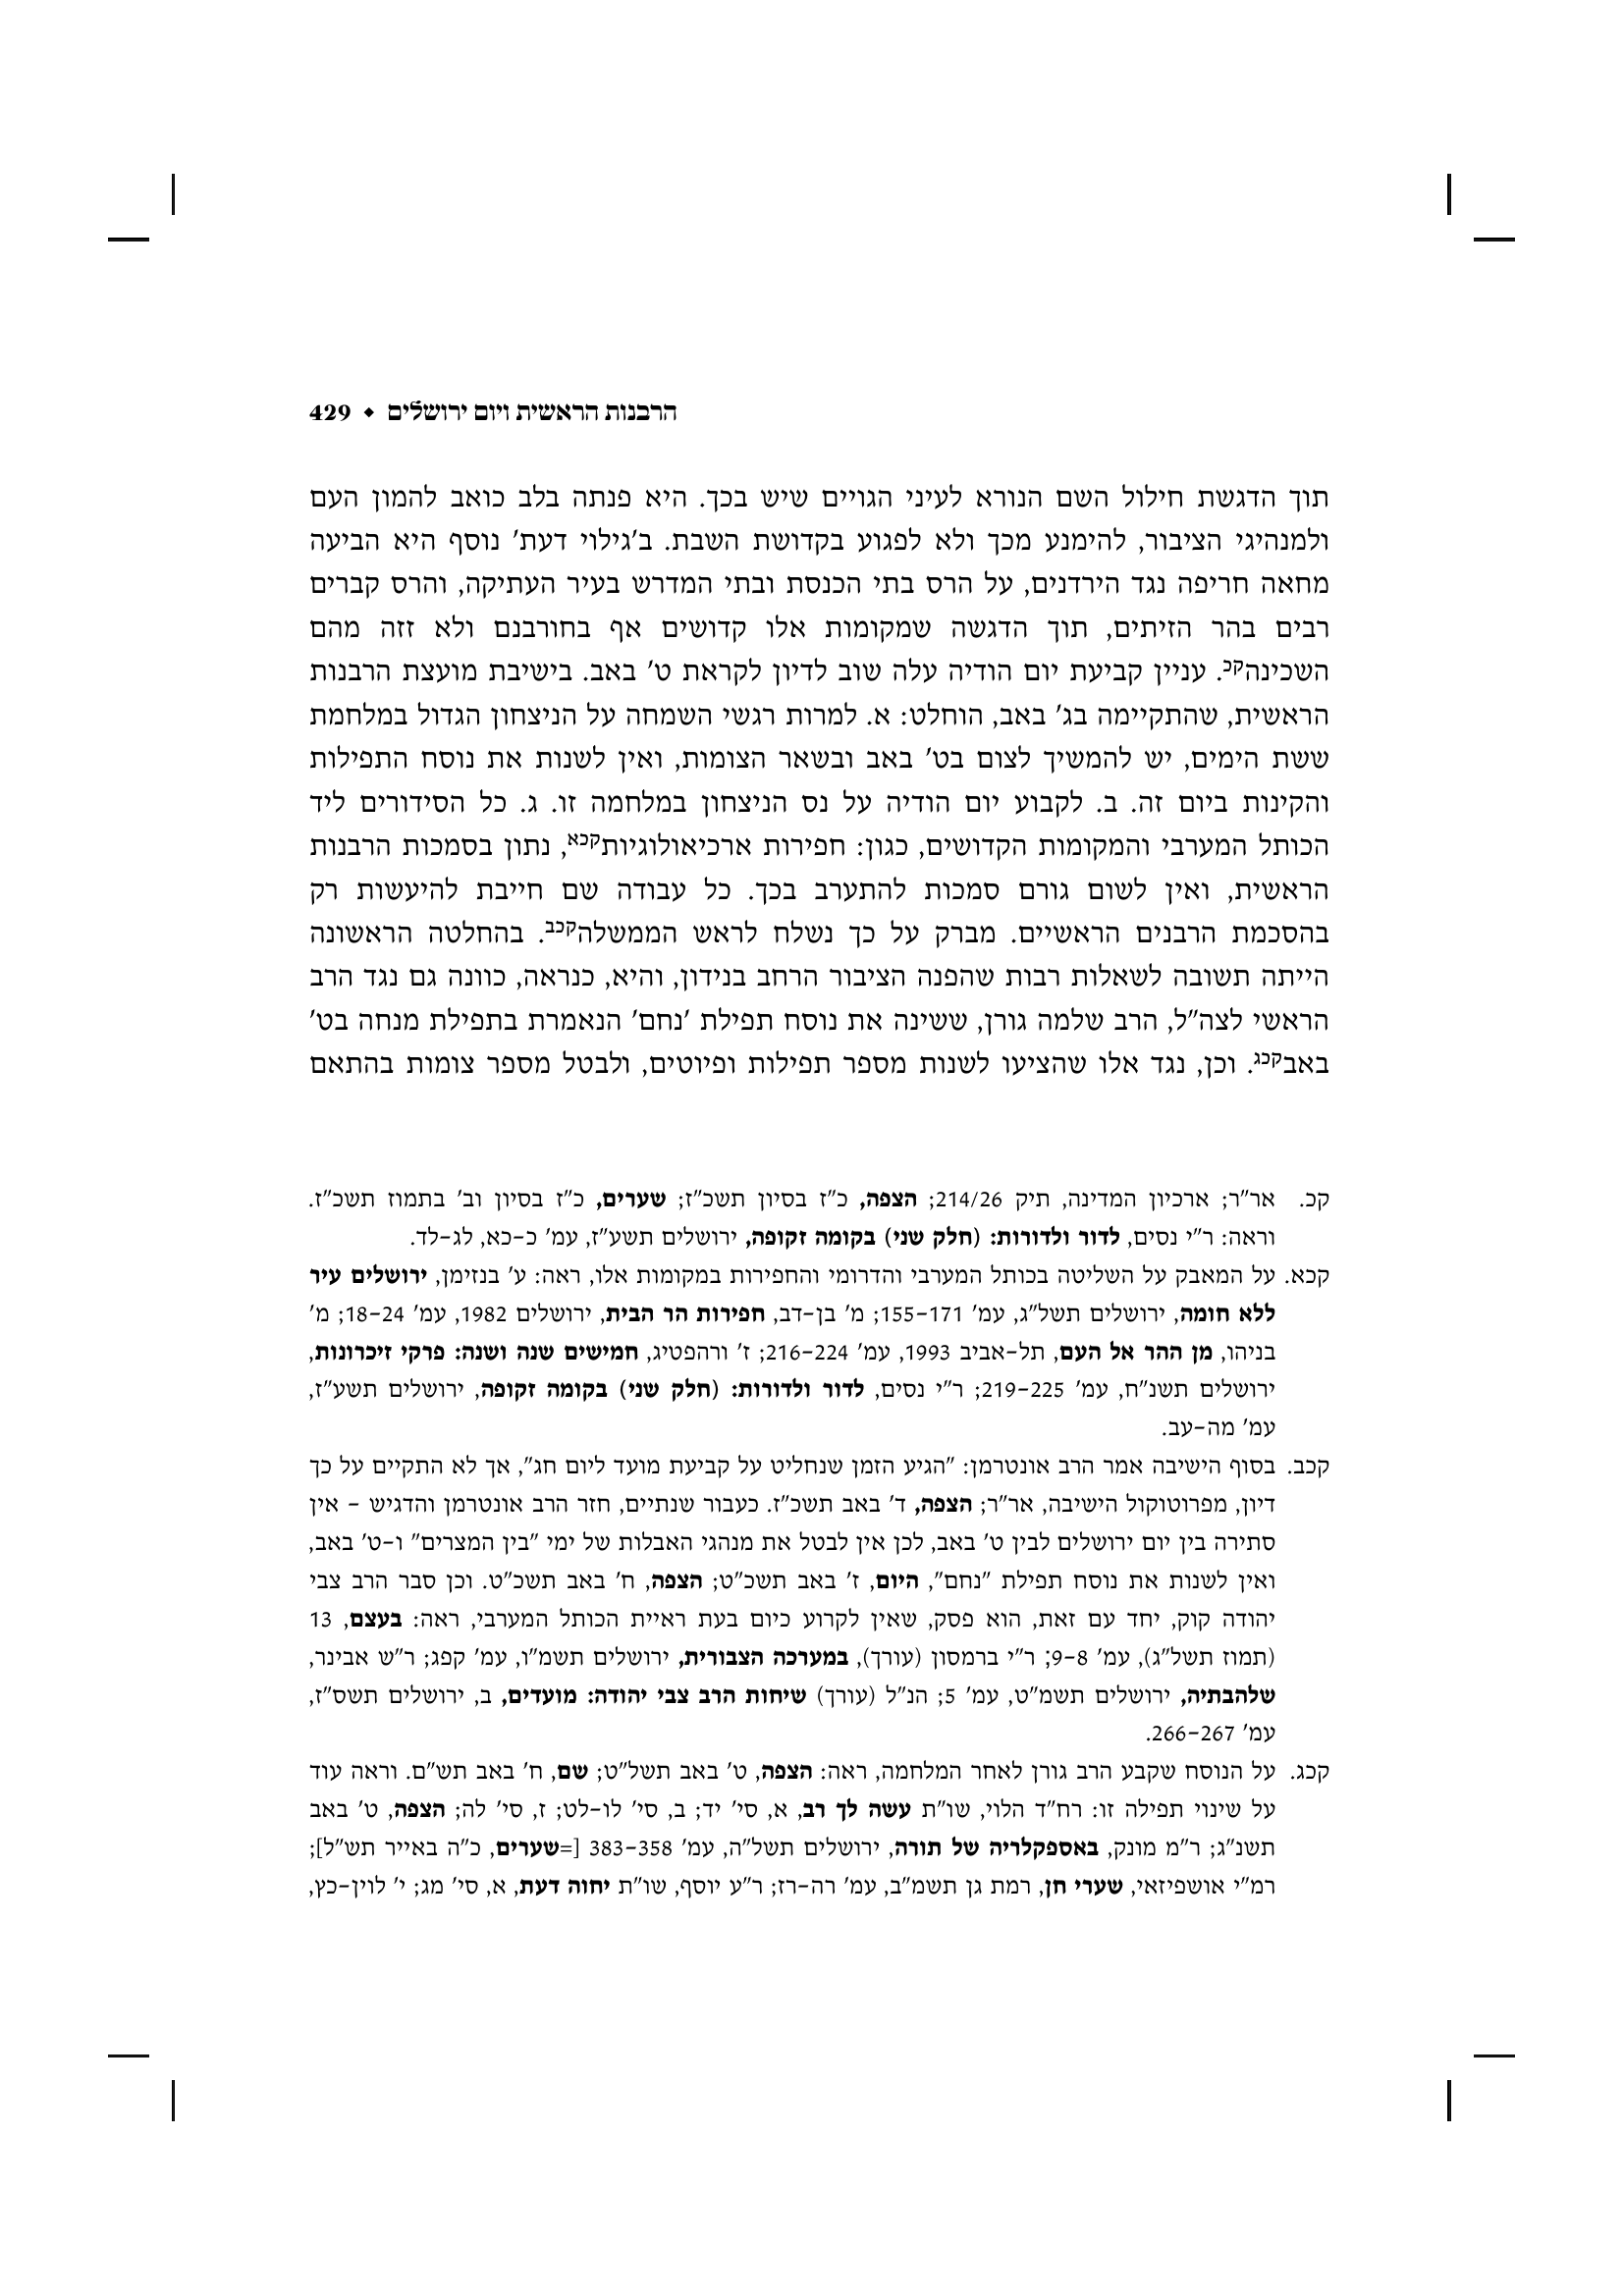 הרבנות הראשית ויום ירושלים ◆ 429
תוך הדגשת חילול השם הנורא לעיני הגויים שיש בכך. היא פנתה בלב כואב להמון העם
ולמנהיגי הציבור, להימנע מכך ולא לפגוע בקדושת השבת. ב'גילוי דעת' נוסף היא הביעה
מחאה חריפה נגד הירדנים, על הרס בתי הכנסת ובתי המדרש בעיר העתיקה, והרס קברים
רבים בהר הזיתים, תוך הדגשה שמקומות אלו קדושים אף בחורבנם ולא זזה מהם
השכינהקכ. עניין קביעת יום הודיה עלה שוב לדיון לקראת ט' באב. בישיבת מועצת הרבנות
הראשית, שהתקיימה בג' באב, הוחלט: א. למרות רגשי השמחה על הניצחון הגדול במלחמת
ששת הימים, יש להמשיך לצום בט' באב ובשאר הצומות, ואין לשנות את נוסח התפילות
והקינות ביום זה. ב. לקבוע יום הודיה על נס הניצחון במלחמה זו. ג. כל הסידורים ליד
הכותל המערבי והמקומות הקדושים, כגון: חפירות ארכיאולוגיותקכא, נתון בסמכות הרבנות
הראשית, ואין לשום גורם סמכות להתערב בכך. כל עבודה שם חייבת להיעשות רק
בהסכמת הרבנים הראשיים. מברק על כך נשלח לראש הממשלהקכב. בהחלטה הראשונה
הייתה תשובה לשאלות רבות שהפנה הציבור הרחב בנידון, והיא, כנראה, כוונה גם נגד הרב
הראשי לצה"ל, הרב שלמה גורן, ששינה את נוסח תפילת 'נחם' הנאמרת בתפילת מנחה בט'
באבקכג. וכן, נגד אלו שהציעו לשנות מספר תפילות ופיוטים, ולבטל מספר צומות בהתאם
קכ. אר"ר; ארכיון המדינה, תיק 214/26; הצפה, כ"ז בסיון תשכ"ז; שערים, כ"ז בסיון וב' בתמוז תשכ"ז.
וראה: ר"י נסים, לדור ולדורות: (חלק שני) בקומה זקופה, ירושלים תשע"ז, עמ' כ-כא, לג-לד.
קכא. על המאבק על השליטה בכותל המערבי והדרומי והחפירות במקומות אלו, ראה: ע' בנזימן, ירושלים עיר
ללא חומה, ירושלים תשל"ג, עמ' 155-171; מ' בן-דב, חפירות הר הבית, ירושלים 1982, עמ' 18-24; מ'
בניהו, מן ההר אל העם, תל-אביב 1993, עמ' 216-224; ז' ורהפטיג, חמישים שנה ושנה: פרקי זיכרונות,
ירושלים תשנ"ח, עמ' 219-225; ר"י נסים, לדור ולדורות: (חלק שני) בקומה זקופה, ירושלים תשע"ז,
עמ' מה-עב.
קכב. בסוף הישיבה אמר הרב אונטרמן: "הגיע הזמן שנחליט על קביעת מועד ליום חג", אך לא התקיים על כך
דיון, מפרוטוקול הישיבה, אר"ר; הצפה, ד' באב תשכ"ז. כעבור שנתיים, חזר הרב אונטרמן והדגיש - אין
סתירה בין יום ירושלים לבין ט' באב, לכן אין לבטל את מנהגי האבלות של ימי "בין המצרים" ו-ט' באב,
ואין לשנות את נוסח תפילת "נחם", היום, ז' באב תשכ"ט; הצפה, ח' באב תשכ"ט. וכן סבר הרב צבי
יהודה קוק, יחד עם זאת, הוא פסק, שאין לקרוע כיום בעת ראיית הכותל המערבי, ראה: בעצם, 13
(תמוז תשל"ג), עמ' 8-9; ר"י ברמסון (עורך), במערכה הצבורית, ירושלים תשמ"ו, עמ' קפג; ר"ש אבינר,
שלהבתיה, ירושלים תשמ"ט, עמ' 5; הנ"ל (עורך) שיחות הרב צבי יהודה: מועדים, ב, ירושלים תשס"ז,
עמ' 266-267.
קכג. על הנוסח שקבע הרב גורן לאחר המלחמה, ראה: הצפה, ט' באב תשל"ט; שם, ח' באב תש"ם. וראה עוד
על שינוי תפילה זו: רח"ד הלוי, שו"ת עשה לך רב, א, סי' יד; ב, סי' לו-לט; ז, סי' לה; הצפה, ט' באב
תשנ"ג; ר"מ מונק, באספקלריה של תורה, ירושלים תשל"ה, עמ' 358-383 [=שערים, כ"ה באייר תש"ל];
רמ"י אושפיזאי, שערי חן, רמת גן תשמ"ב, עמ' רה-רז; ר"ע יוסף, שו"ת יחוה דעת, א, סי' מג; י' לוין-כץ,